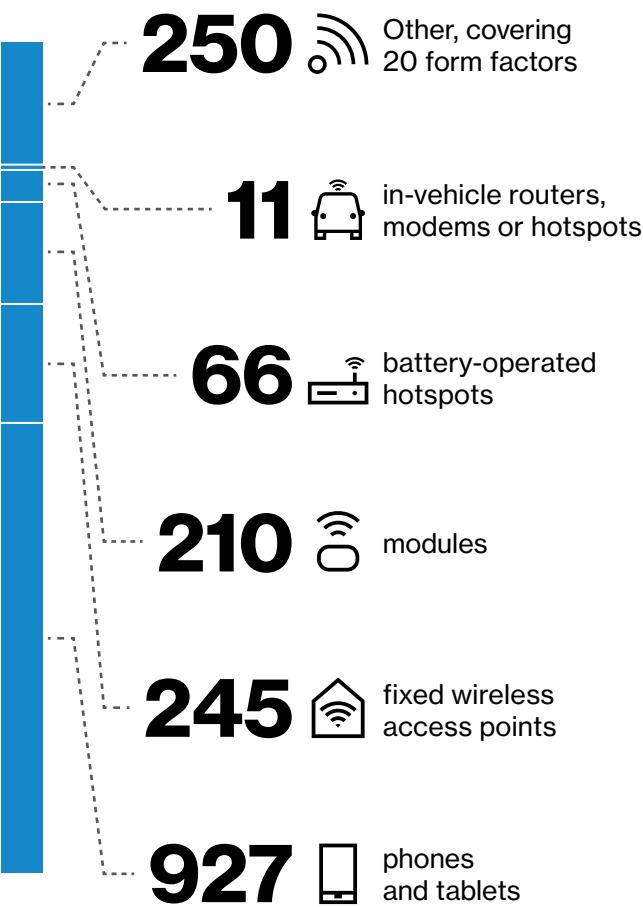 250
Other, covering
20 form factors
11
in-vehicle routers,
modems or hotspots
66
battery-operated
hotspots
210
modules
245
fixed wireless
access points
927
phones
and tablets